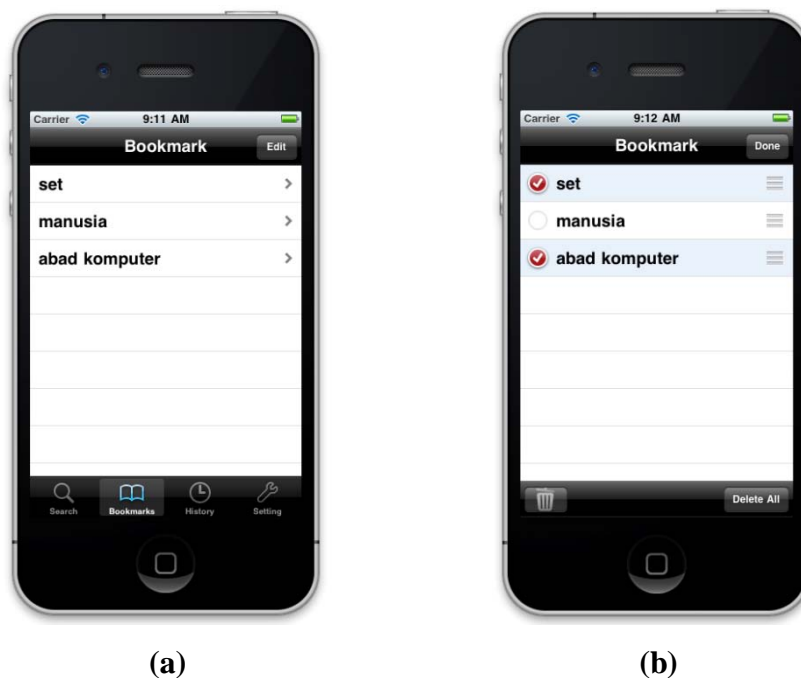 Carrier 9:11 AM
Bookmark Edit
set
manusia
abad komputer
Search Bookmarks History Setting
(a)
Carrier 9:12 AM
Bookmark Done
set
manusia
abad komputer
Delete All
(b)